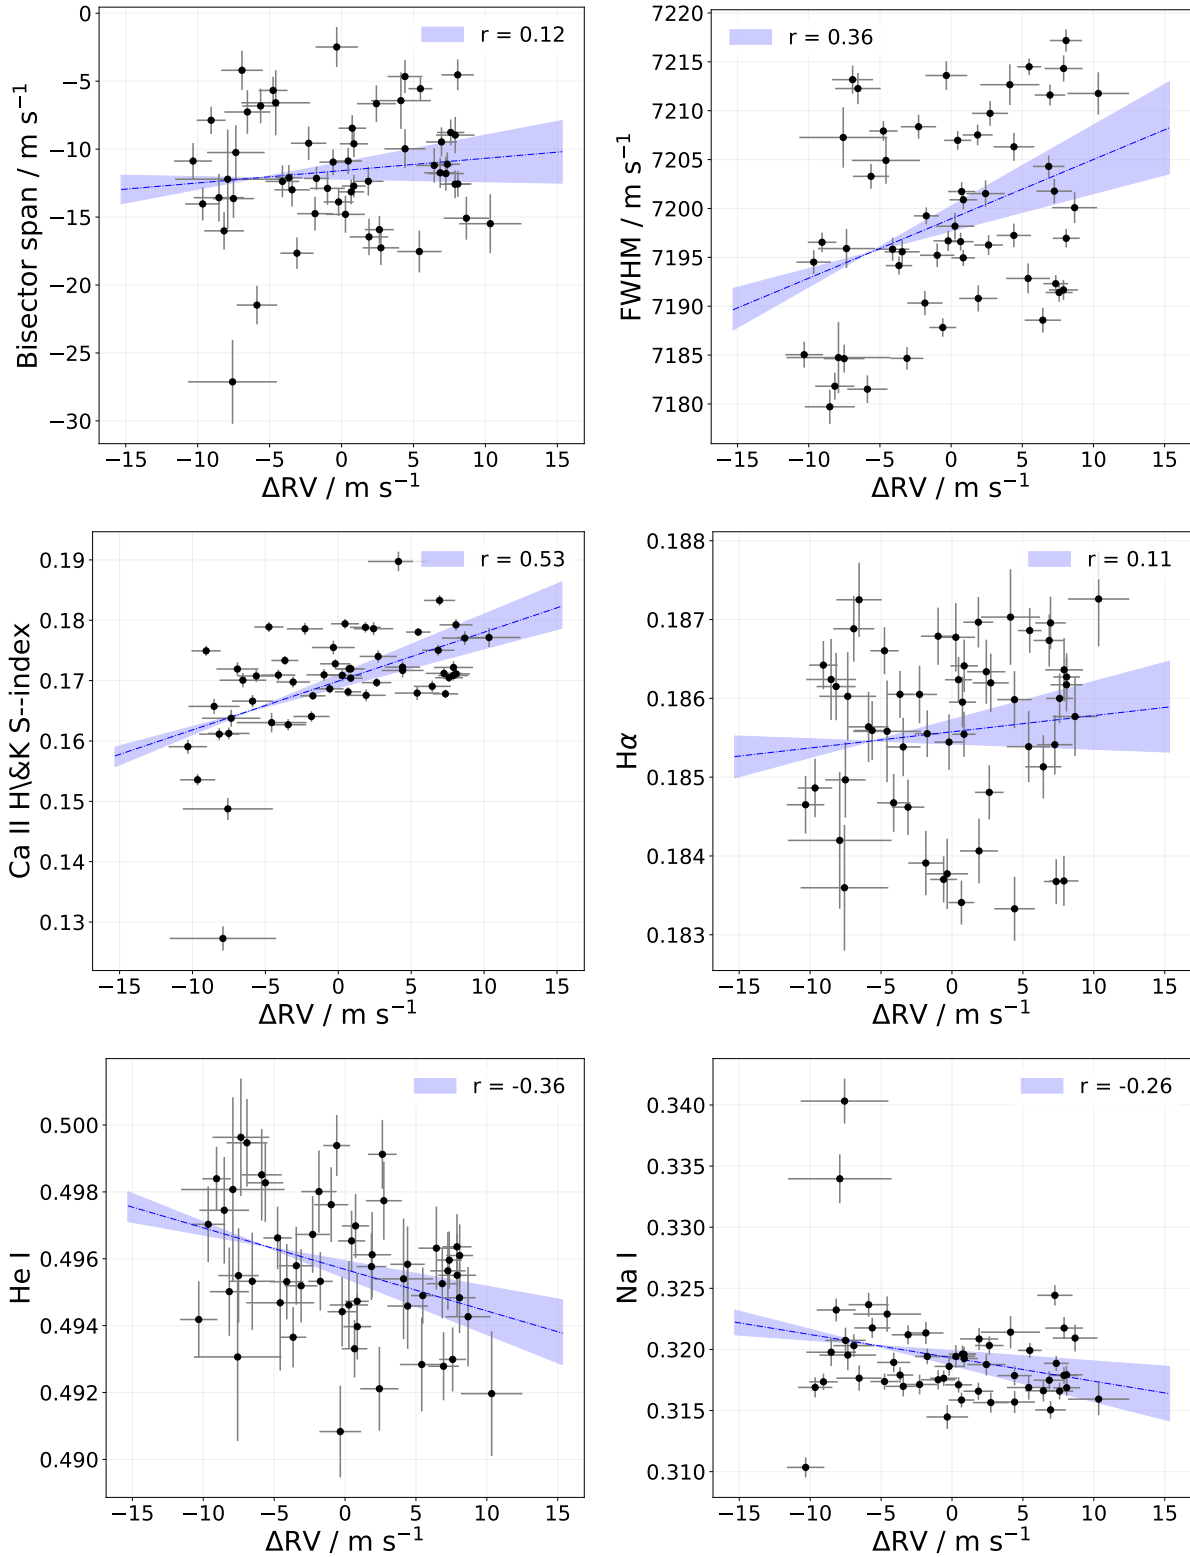 r = 0.12
0
−5
−10
−15
−20
−25
−30
Bisector span / m s⁻¹
−15 −10 −5 0 5 10 15
ΔRV / m s⁻¹
r = 0.36
7220
7215
7210
7205
7200
7195
7190
7185
7180
FWHM / m s⁻¹
−15 −10 −5 0 5 10 15
ΔRV / m s⁻¹
r = 0.53
0.19
0.18
0.17
0.16
0.15
0.14
0.13
Ca II H\&K S--index
−15 −10 −5 0 5 10 15
ΔRV / m s⁻¹
r = 0.11
0.188
0.187
0.186
0.185
0.184
0.183
Hα
−15 −10 −5 0 5 10 15
ΔRV / m s⁻¹
r = -0.36
0.500
0.498
0.496
0.494
0.492
0.490
He I
−15 −10 −5 0 5 10 15
ΔRV / m s⁻¹
r = -0.26
0.340
0.335
0.330
0.325
0.320
0.315
0.310
Na I
−15 −10 −5 0 5 10 15
ΔRV / m s⁻¹